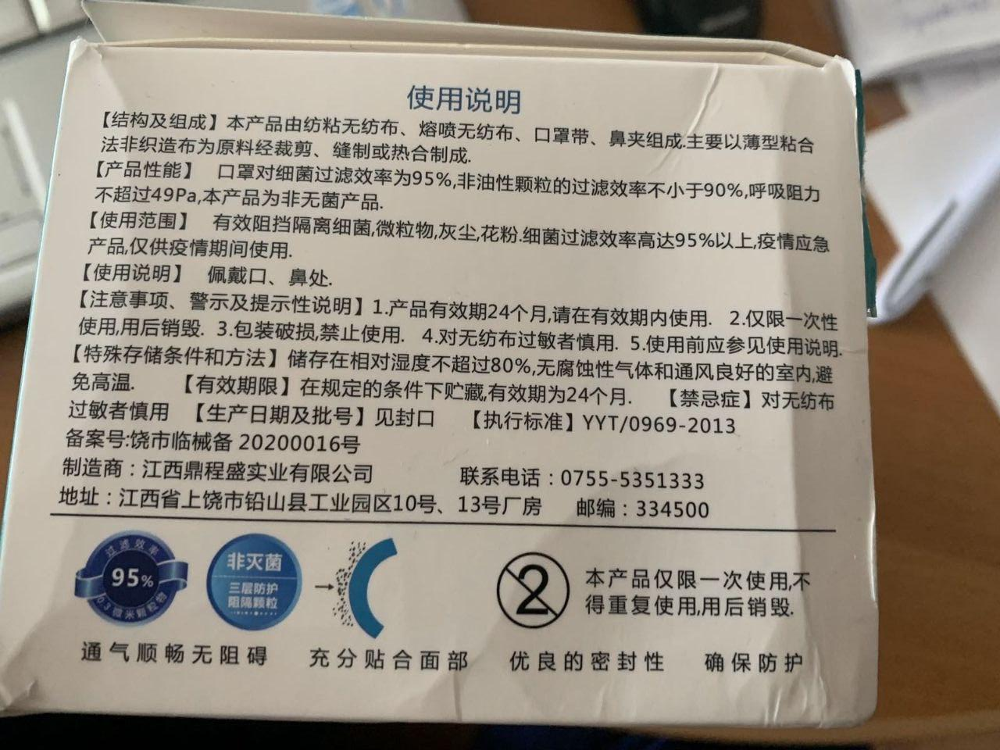 使用说明
【结构及组成】本产品由纺粘无纺布、熔喷无纺布、口罩带、鼻夹组成.主要以薄型粘合
法非织造布为原料经裁剪、缝制或热合制成.
【产品性能】 口罩对细菌过滤效率为95%,非油性颗粒的过滤效率不小于90%,呼吸阻力
不超过49Pa,本产品为非无菌产品.
【使用范围】 有效阻挡隔离细菌,微粒物,灰尘,花粉.细菌过滤效率高达95%以上,疫情应急
产品,仅供疫情期间使用.
【使用说明】 佩戴口、鼻处.
【注意事项、警示及提示性说明】1.产品有效期24个月,请在有效期内使用. 2.仅限一次性
使用,用后销毁. 3.包装破损,禁止使用. 4.对无纺布过敏者慎用. 5.使用前应参见使用说明.
【特殊存储条件和方法】储存在相对湿度不超过80%,无腐蚀性气体和通风良好的室内,避
免高温. 【有效期限】在规定的条件下贮藏,有效期为24个月. 【禁忌症】对无纺布
过敏者慎用 【生产日期及批号】见封口 【执行标准】YYT/0969-2013
备案号:饶市临械备 20200016号
制造商：江西鼎程盛实业有限公司 联系电话：0755-5351333
地址：江西省上饶市铅山县工业园区10号、13号厂房 邮编：334500
过滤效率
95%
0.3微米颗粒物
非灭菌
三层防护
阻隔颗粒
2
本产品仅限一次使用,不
得重复使用,用后销毁.
通气顺畅无阻碍 充分贴合面部 优良的密封性 确保防护